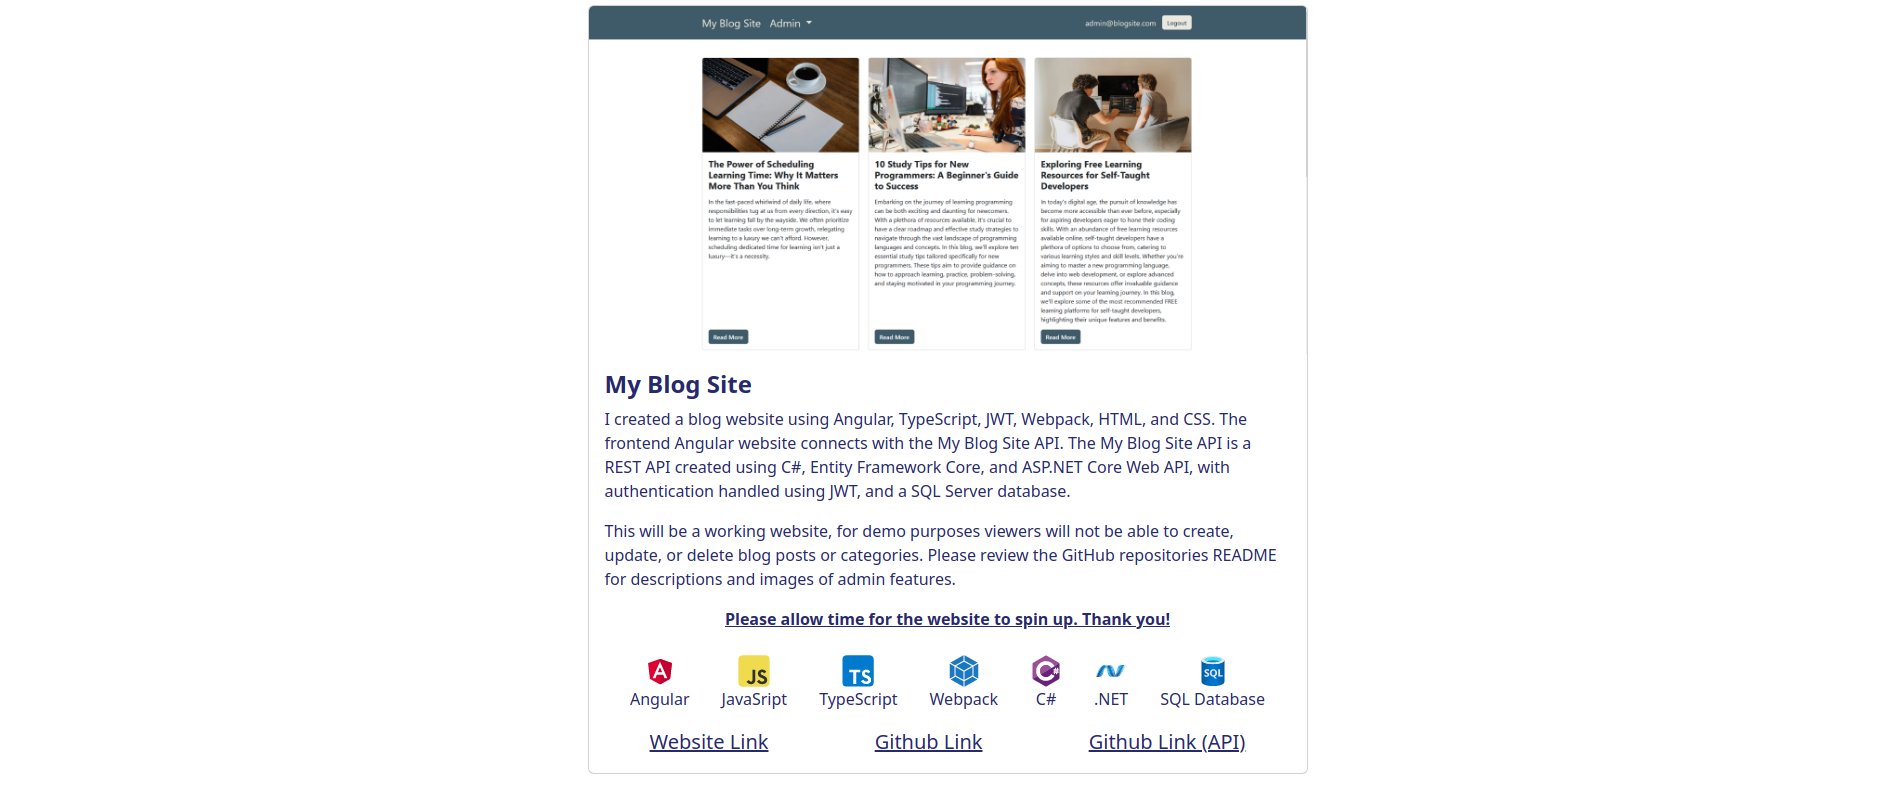 My Blog Site Admin admin@blogsite.com Logout
The Power of Scheduling
Learning Time: Why It Matters
More Than You Think
In the fast-paced whirlwind of daily life, where
responsibilities tug at us from every direction, it's easy
to let learning fall by the wayside. We often prioritize
immediate tasks over long-term growth, relegating
learning to a luxury we can't afford. However,
scheduling dedicated time for learning isn't just a
luxury—it's a necessity.
Read More
10 Study Tips for New
Programmers: A Beginner's Guide
to Success
Embarking on the journey of learning programming
can be both exciting and daunting for newcomers.
With a plethora of resources available, it's crucial to
have a clear roadmap and effective study strategies to
navigate through the vast landscape of programming
languages and concepts. In this blog, we'll explore ten
essential study tips tailored specifically for new
programmers. These tips aim to provide guidance on
how to approach learning, practice, problem-solving,
and staying motivated in your programming journey.
Read More
Exploring Free Learning
Resources for Self-Taught
Developers
In today's digital age, the pursuit of knowledge has
become more accessible than ever before, especially
for aspiring developers eager to hone their coding
skills. With an abundance of free learning resources
available online, self-taught developers have a
plethora of options to choose from, catering to
various learning styles and skill levels. Whether you're
aiming to master a new programming language,
delve into web development, or explore advanced
concepts, these resources offer invaluable guidance
and support on your learning journey. In this blog,
we'll explore some of the most recommended FREE
learning platforms for self-taught developers,
highlighting their unique features and benefits.
Read More
My Blog Site
I created a blog website using Angular, TypeScript, JWT, Webpack, HTML, and CSS. The
frontend Angular website connects with the My Blog Site API. The My Blog Site API is a
REST API created using C#, Entity Framework Core, and ASP.NET Core Web API, with
authentication handled using JWT, and a SQL Server database.
This will be a working website, for demo purposes viewers will not be able to create,
update, or delete blog posts or categories. Please review the GitHub repositories README
for descriptions and images of admin features.
Please allow time for the website to spin up. Thank you!
A JS TS C# N SQL
Angular JavaSript TypeScript Webpack C# .NET SQL Database
Website Link Github Link Github Link (API)